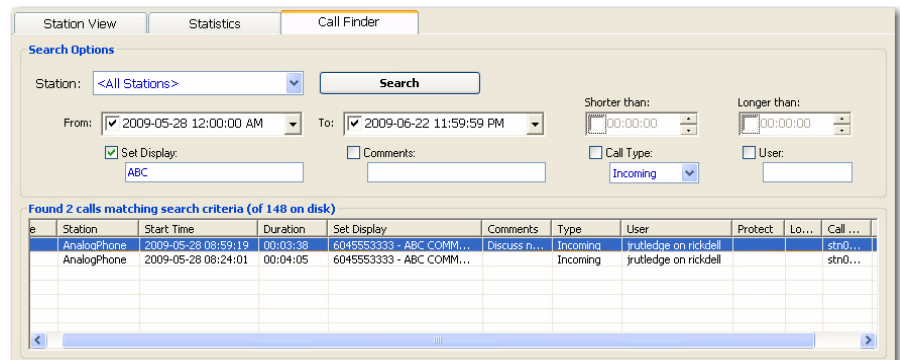 Station View Statistics Call Finder
Search Options
Station: <All Stations> Search
Shorter than: Longer than:
From: 2009-05-28 12:00:00 AM To: 2009-06-22 11:59:59 PM 00:00:00 00:00:00
Set Display: Comments: Call Type: User:
ABC Incoming
Found 2 calls matching search criteria (of 148 on disk)
e Station Start Time Duration Set Display Comments Type User Protect Lo... Call ...
AnalogPhone 2009-05-28 08:59:19 00:03:38 6045553333 - ABC COMM... Discuss n... Incoming jrutledge on rickdell stn0...
AnalogPhone 2009-05-28 08:24:01 00:04:05 6045553333 - ABC COMM... Incoming jrutledge on rickdell stn0...